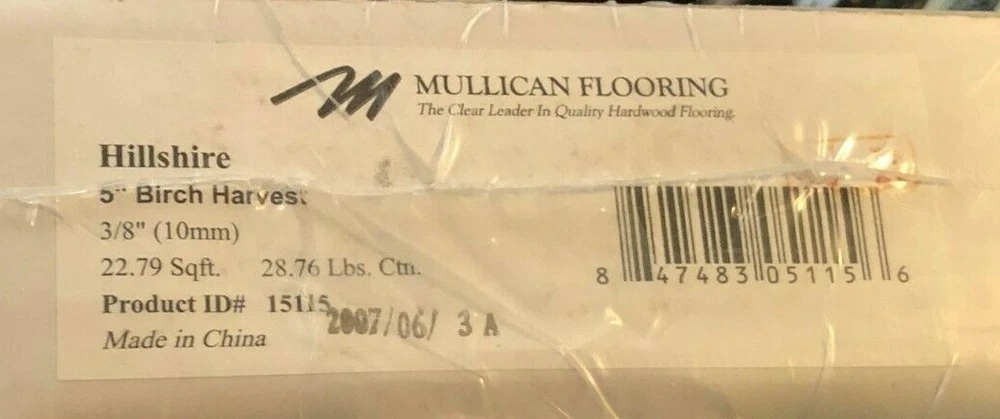 MULLICAN FLOORING
The Clear Leader In Quality Hardwood Flooring.
Hillshire
5" Birch Harvest
3/8" (10mm)
22.79 Sqft. 28.76 Lbs. Ctn.
Product ID# 15115
2007/06/ 3 A
Made in China
8 47483 05115 6